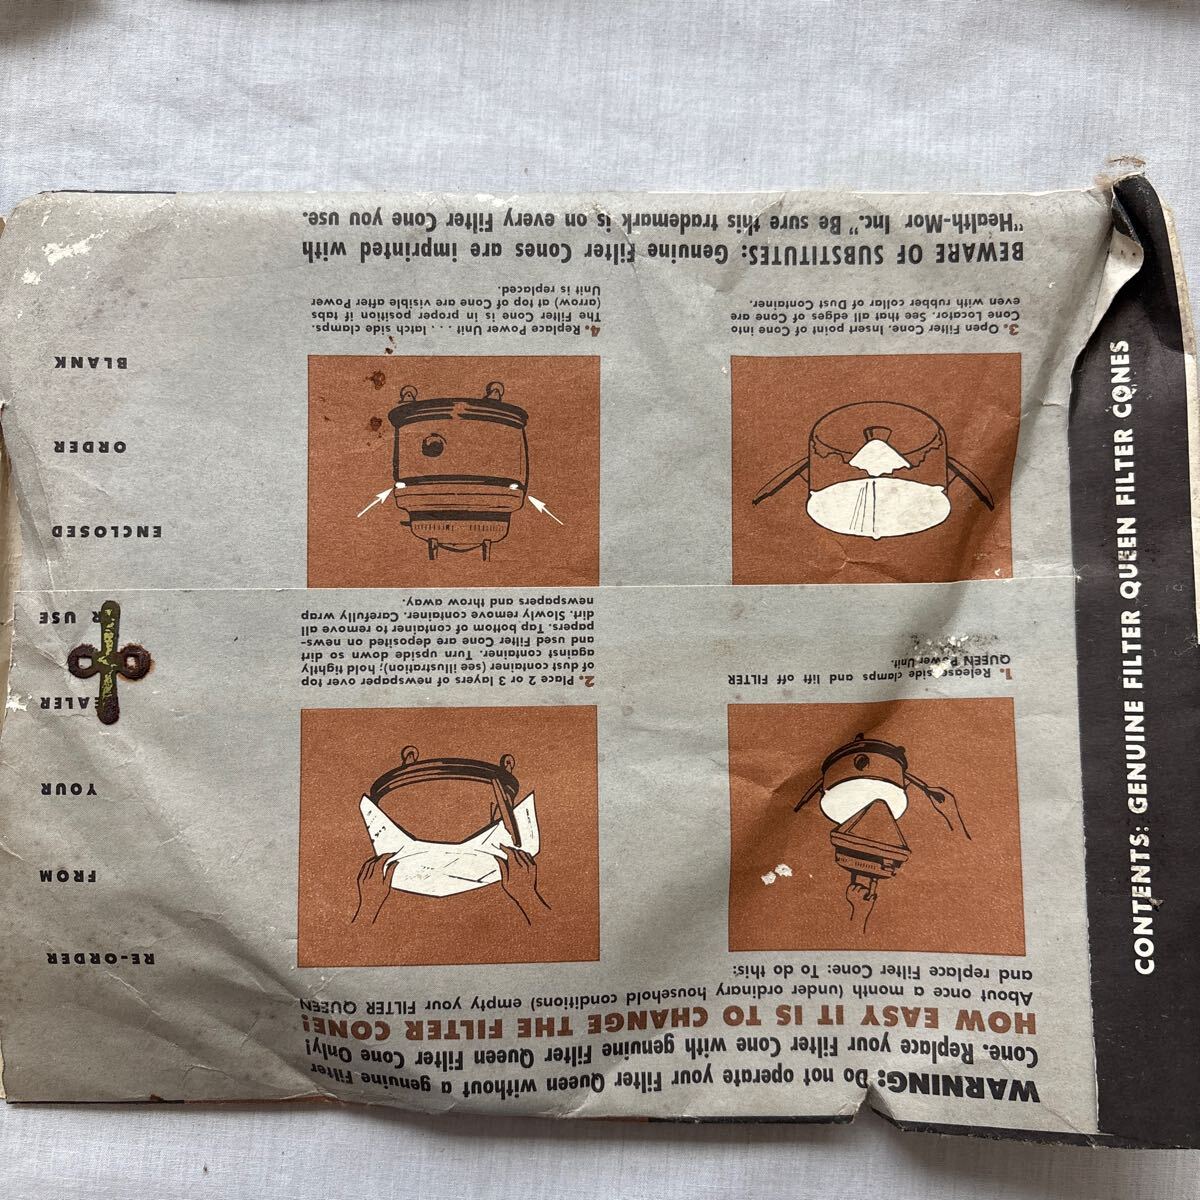 WARNING: Do not operate your Filter Queen without a genuine Filter
Cone. Replace your Filter Cone with genuine Filter Queen Filter Cone Only!
HOW EASY IT IS TO CHANGE THE FILTER CONE!
About once a month (under ordinary household conditions) empty your FILTER QUEEN
and replace Filter Cone: To do this:
1. Release side clamps and lift off FILTER
QUEEN Power Unit.
2. Place 2 or 3 layers of newspaper over top
of dust container (see illustration); hold tightly
against container. Turn upside down so dirt
and used Filter Cone are deposited on news-
papers. Tap bottom of container to remove all
dirt. Slowly remove container. Carefully wrap
newspapers and throw away.
3. Open Filter Cone. Insert point of Cone into
Cone Locator. See that all edges of Cone are
even with rubber collar of Dust Container.
4. Replace Power Unit . . . . latch side clamps.
The Filter Cone is in proper position if tabs
(arrow) at top of Cone are visible after Power
Unit is replaced.
BEWARE OF SUBSTITUTES: Genuine Filter Cones are imprinted with
"Health-Mor, Inc." Be sure this trademark is on every Filter Cone you use.
RE-ORDER
FROM
YOUR
EALER
R USE
ENCLOSED
ORDER
BLANK
CONTENTS: GENUINE FILTER QUEEN FILTER CONES